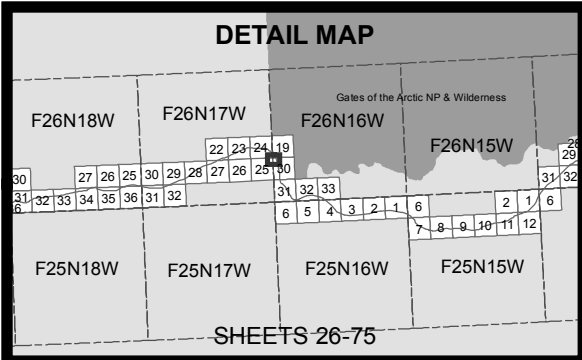 DETAIL MAP
Gates of the Arctic NP & Wilderness
F26N18W
F26N17W
F26N16W
F26N15W
22 23 24 19
28
29
30
27 26 25 30 29 28 27 26 25 30
31 32
31 32 33 34 35 36 31 32
31 32 33
6
6 5 4 3 2 1 6
2 1 6
7 8 9 10 11 12
F25N18W
F25N17W
F25N16W
F25N15W
SHEETS 26-75